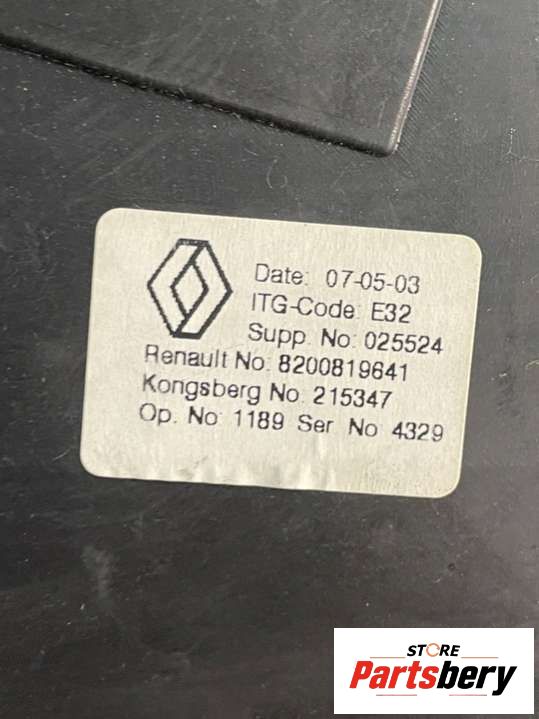 Date: 07-05-03
ITG-Code: E32
Supp. No: 025524
Renault No: 8200819641
Kongsberg No: 215347
Op. No 1189 Ser No 4329
STORE
Partsbery